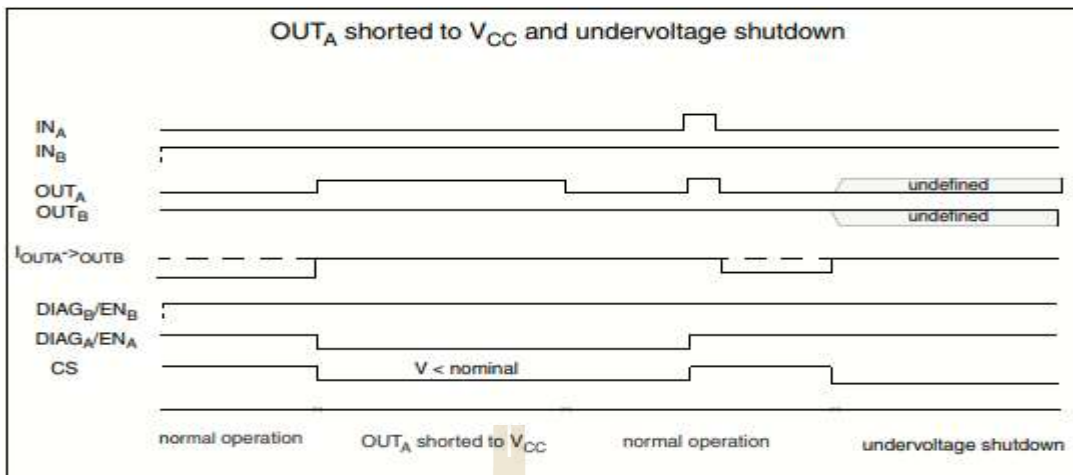 OUTA shorted to VCC and undervoltage shutdown
INA
INB
OUTA
undefined
OUTB
undefined
IOUTA->OUTB
DIAGB/ENB
DIAGA/ENA
CS
V < nominal
normal operation
OUTA shorted to VCC
normal operation
undervoltage shutdown